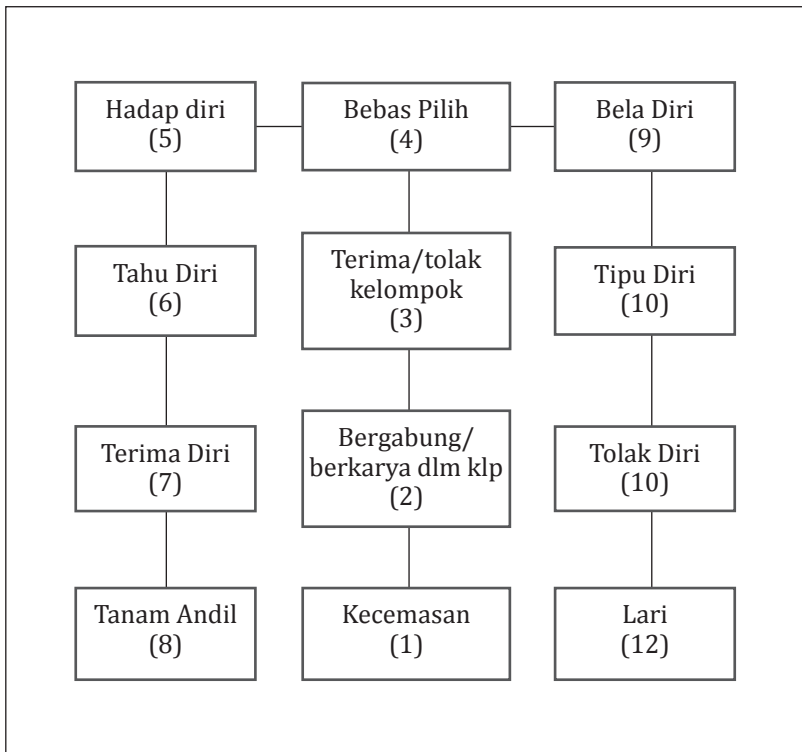 Hadap diri
(5)
Bebas Pilih
(4)
Bela Diri
(9)
Tahu Diri
(6)
Terima/tolak
kelompok
(3)
Tipu Diri
(10)
Terima Diri
(7)
Bergabung/
berkarya dlm klp
(2)
Tolak Diri
(10)
Tanam Andil
(8)
Kecemasan
(1)
Lari
(12)